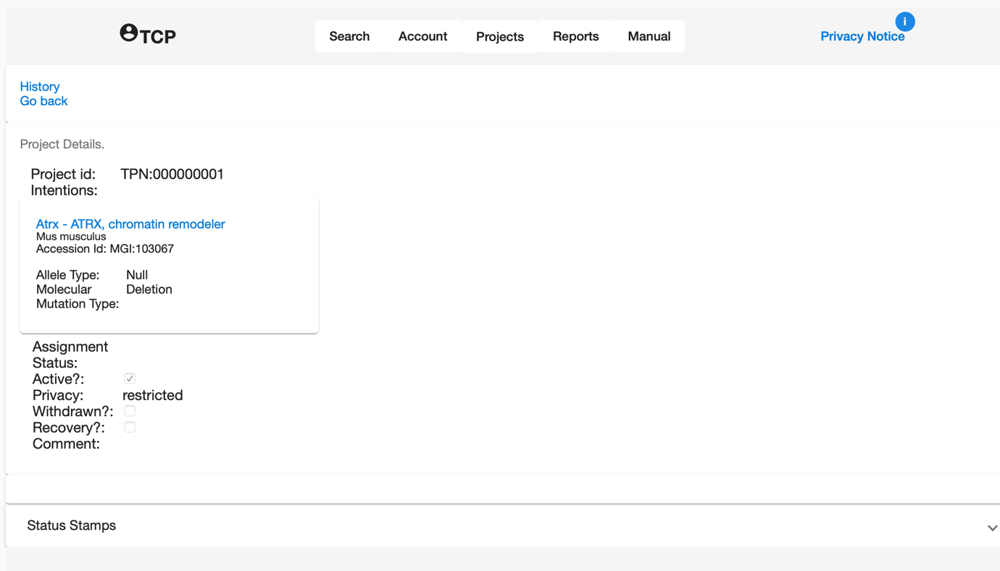 TCP
Search Account Projects Reports Manual
i
Privacy Notice
History
Go back
Project Details.
Project id: TPN:000000001
Intentions:
Atrx - ATRX, chromatin remodeler
Mus musculus
Accession Id: MGI:103067
Allele Type: Null
Molecular Deletion
Mutation Type:
Assignment
Status:
Active?:
Privacy: restricted
Withdrawn?:
Recovery?:
Comment:
Status Stamps